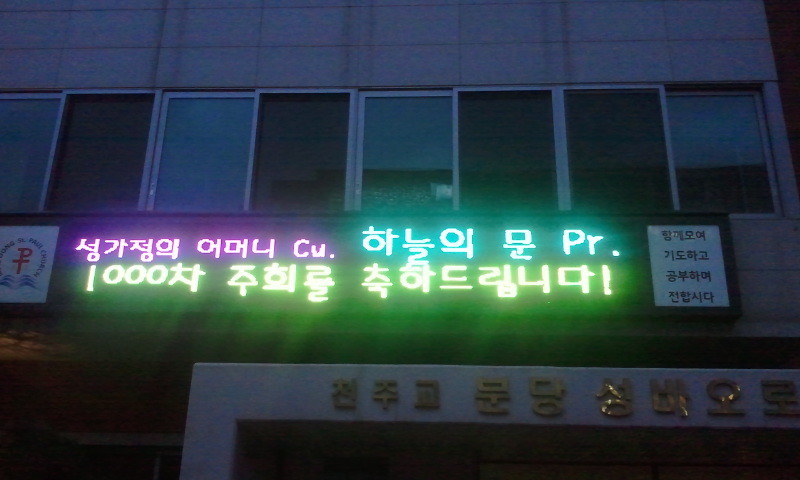 성가정의 어머니 Cu. 하늘의 문 Pr.
1000차 주회를 축하드립니다!
함께모여
기도하고
공부하며
전합시다
천주교 문당 성바오로